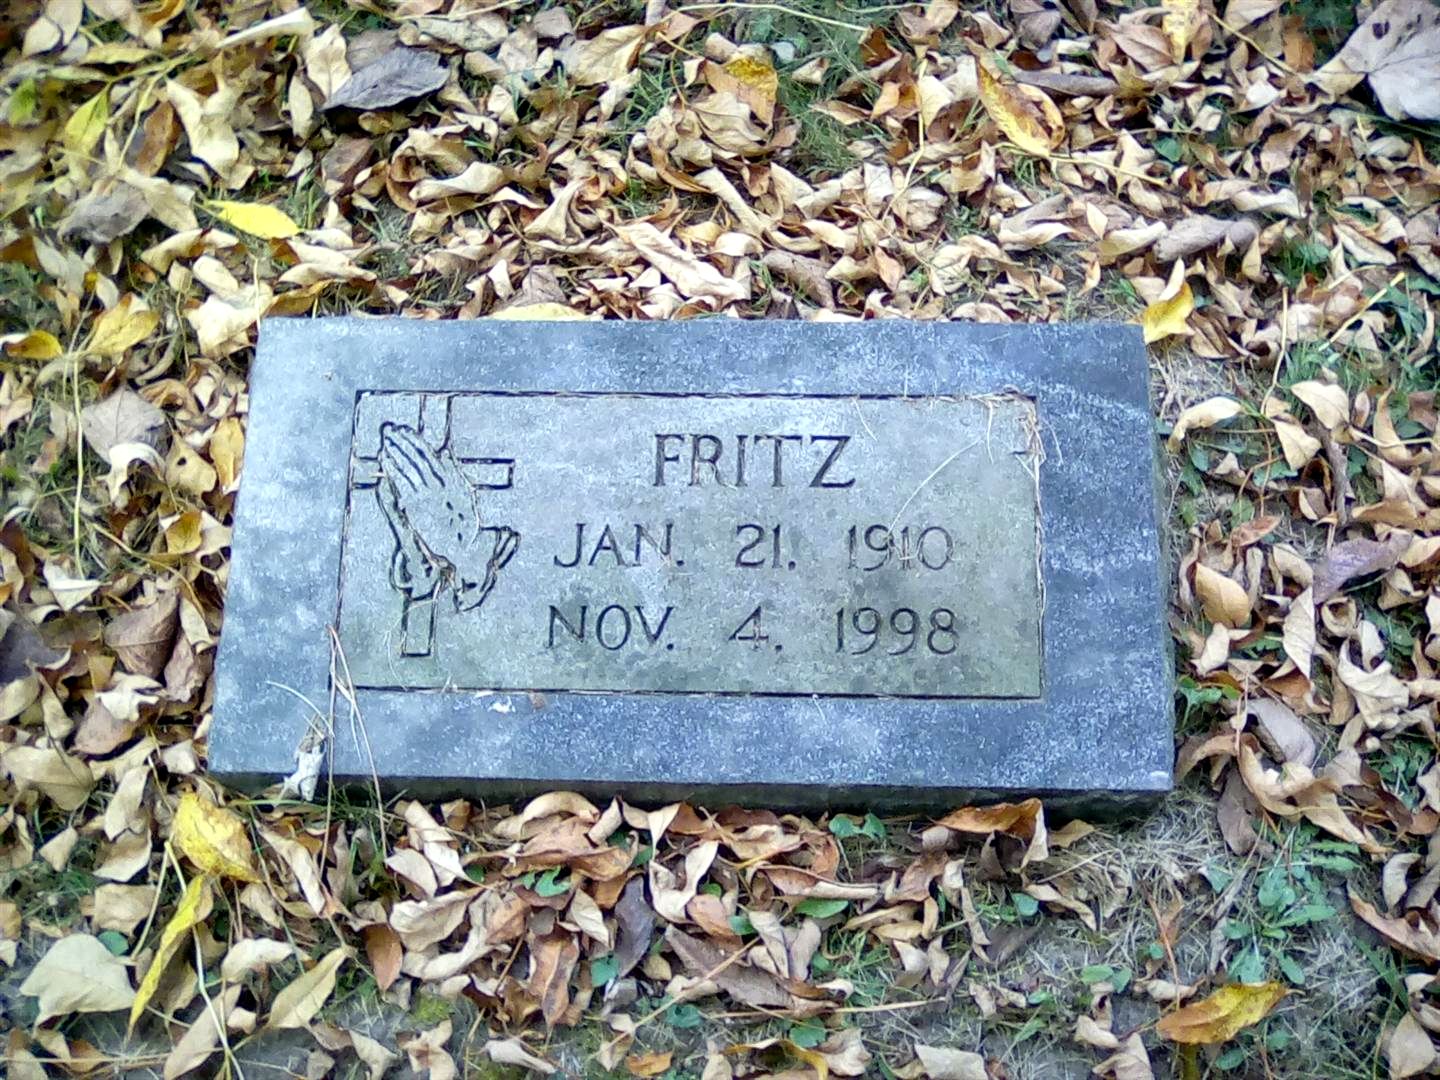 FRITZ
JAN. 21. 1910
NOV. 4. 1998